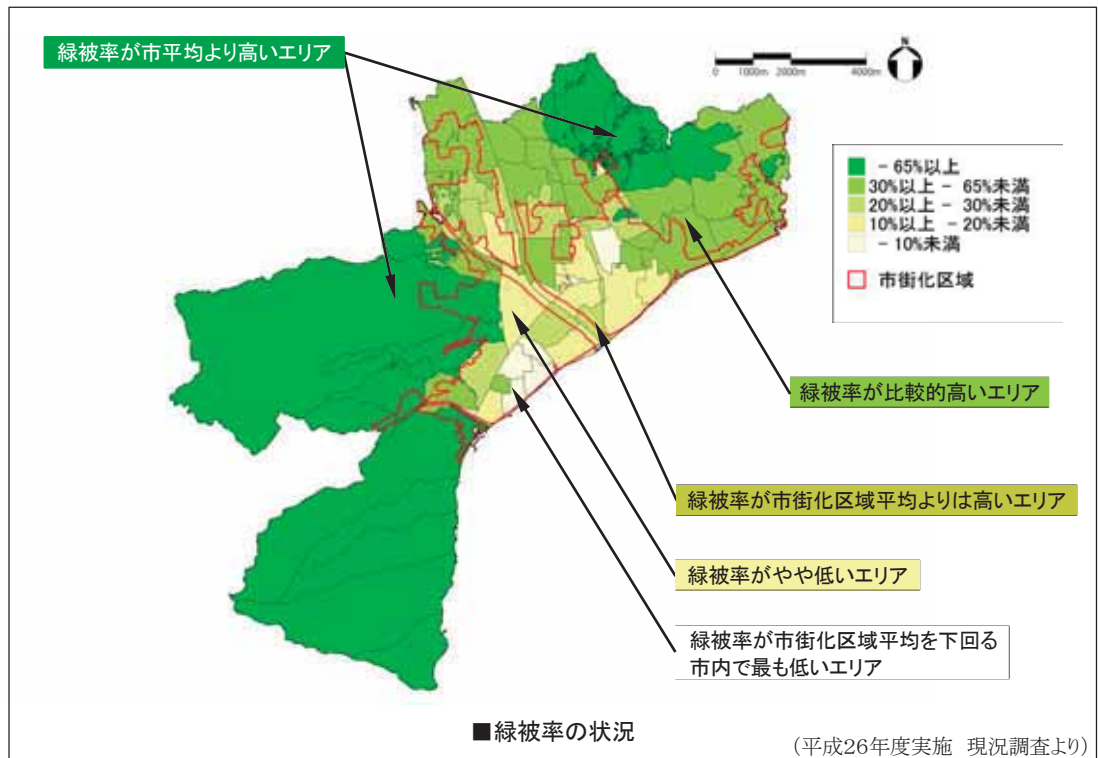 緑被率が市平均より高いエリア
N
0 1000m 2000m 4000m
- 65%以上
30%以上 - 65%未満
20%以上 - 30%未満
10%以上 - 20%未満
- 10%未満
市街化区域
緑被率が比較的高いエリア
緑被率が市街化区域平均よりは高いエリア
緑被率がやや低いエリア
緑被率が市街化区域平均を下回る
市内で最も低いエリア
■緑被率の状況
(平成26年度実施 現況調査より)